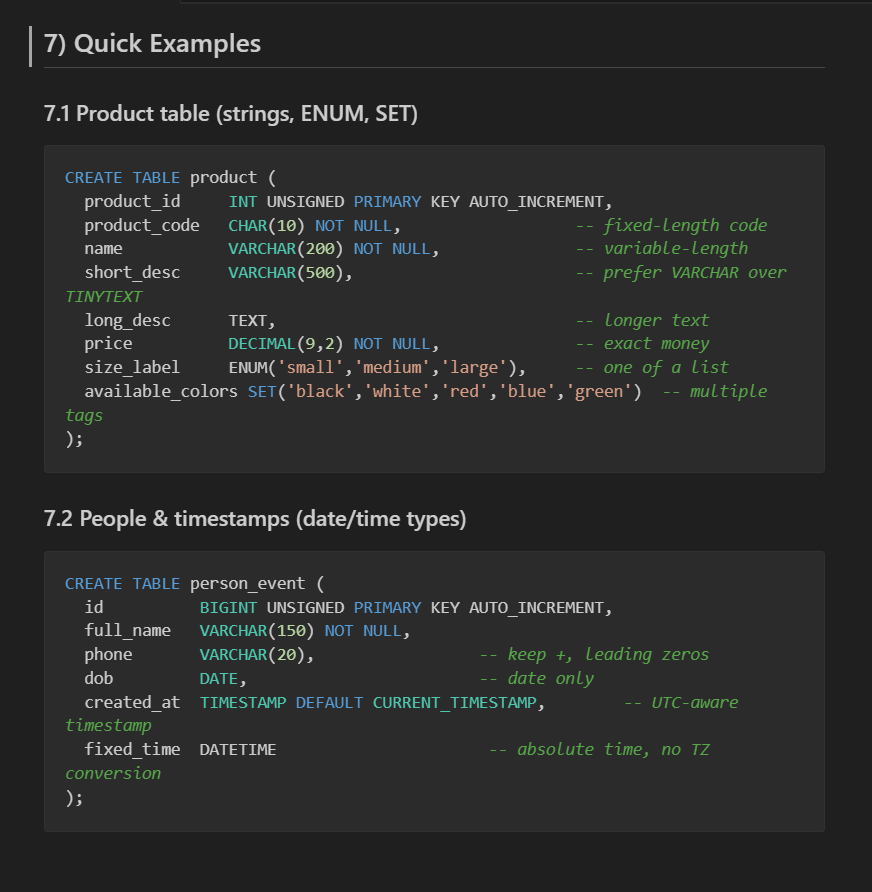 7) Quick Examples
7.1 Product table (strings, ENUM, SET)
CREATE TABLE product (
  product_id     INT UNSIGNED PRIMARY KEY AUTO_INCREMENT,
  product_code   CHAR(10) NOT NULL,                  -- fixed-length code
  name           VARCHAR(200) NOT NULL,              -- variable-length
  short_desc     VARCHAR(500),                       -- prefer VARCHAR over
TINYTEXT
  long_desc      TEXT,                               -- longer text
  price          DECIMAL(9,2) NOT NULL,              -- exact money
  size_label     ENUM('small','medium','large'),     -- one of a list
  available_colors SET('black','white','red','blue','green')  -- multiple
tags
);
7.2 People & timestamps (date/time types)
CREATE TABLE person_event (
  id          BIGINT UNSIGNED PRIMARY KEY AUTO_INCREMENT,
  full_name   VARCHAR(150) NOT NULL,
  phone       VARCHAR(20),                 -- keep +, leading zeros
  dob         DATE,                        -- date only
  created_at  TIMESTAMP DEFAULT CURRENT_TIMESTAMP,        -- UTC-aware
timestamp
  fixed_time  DATETIME                      -- absolute time, no TZ
conversion
);